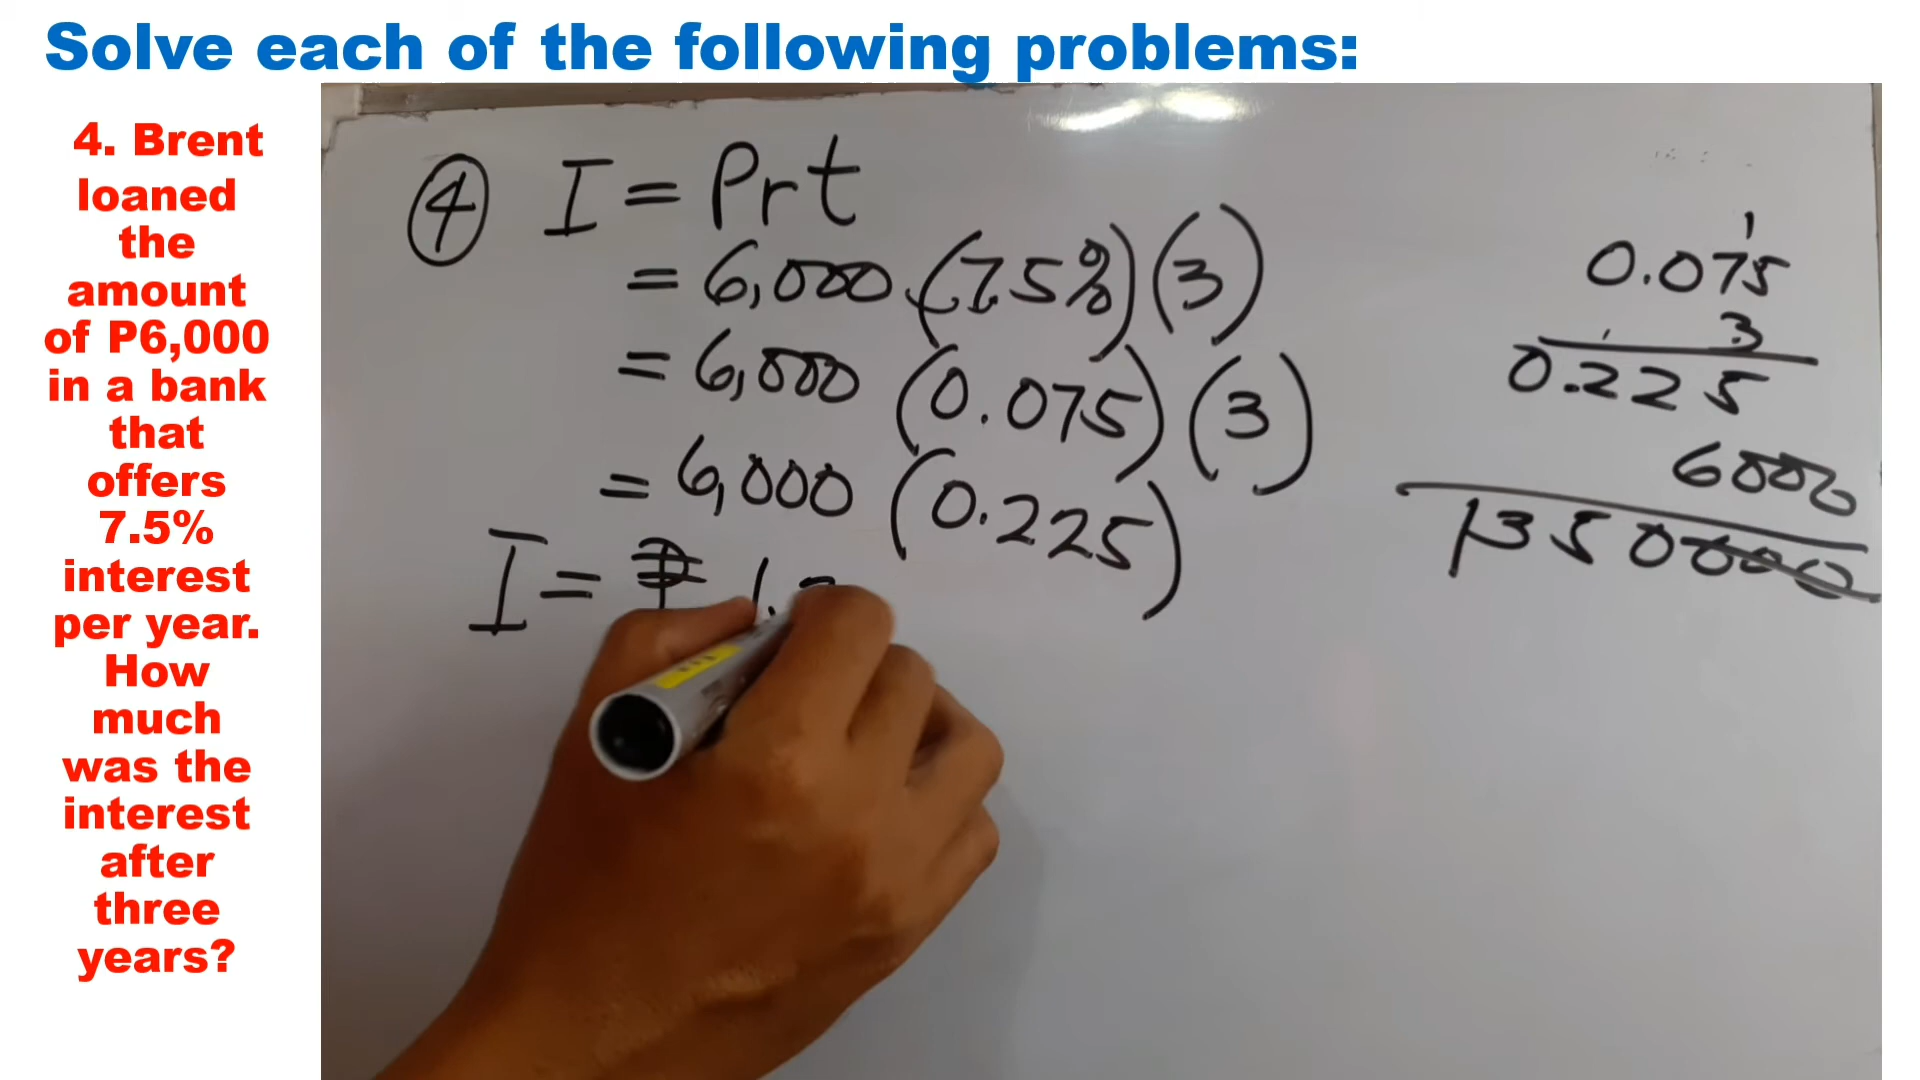 Solve each of the following problems:
4. Brent
loaned
the
amount
of P6,000
in a bank
that
offers
7.5%
interest
per year.
How
much
was the
interest
after
three
years?
④ I = Prt
= 6,000 (7.5%) (3)
= 6,000 (0.075) (3)
= 6,000 (0.225)
I = ₱ 1,
1
0.075
3
0.225
6000
1350000